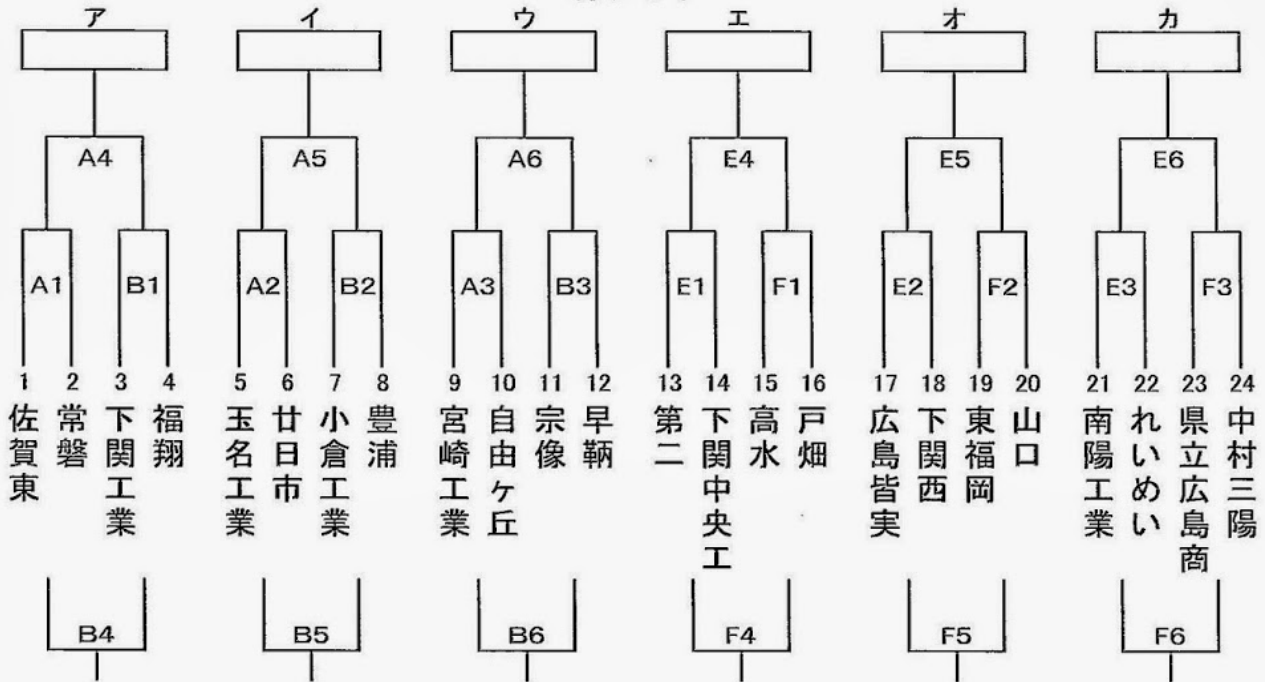 ア イ ウ エ オ カ
A4 A5 A6 E4 E5 E6
A1 B1 A2 B2 A3 B3 E1 F1 E2 F2 E3 F3
1 2 3 4 5 6 7 8 9 10 11 12 13 14 15 16 17 18 19 20 21 22 23 24
佐賀東
常磐
下関工業
福翔
玉名工業
廿日市
小倉工業
豊浦
宮崎工業
自由ヶ丘
宗像
早鞆
第二
下関中央工
高水
戸畑
広島皆実
下関西
東福岡
山口
南陽工業
れいめい
県立広島商
中村三陽
B4 B5 B6 F4 F5 F6